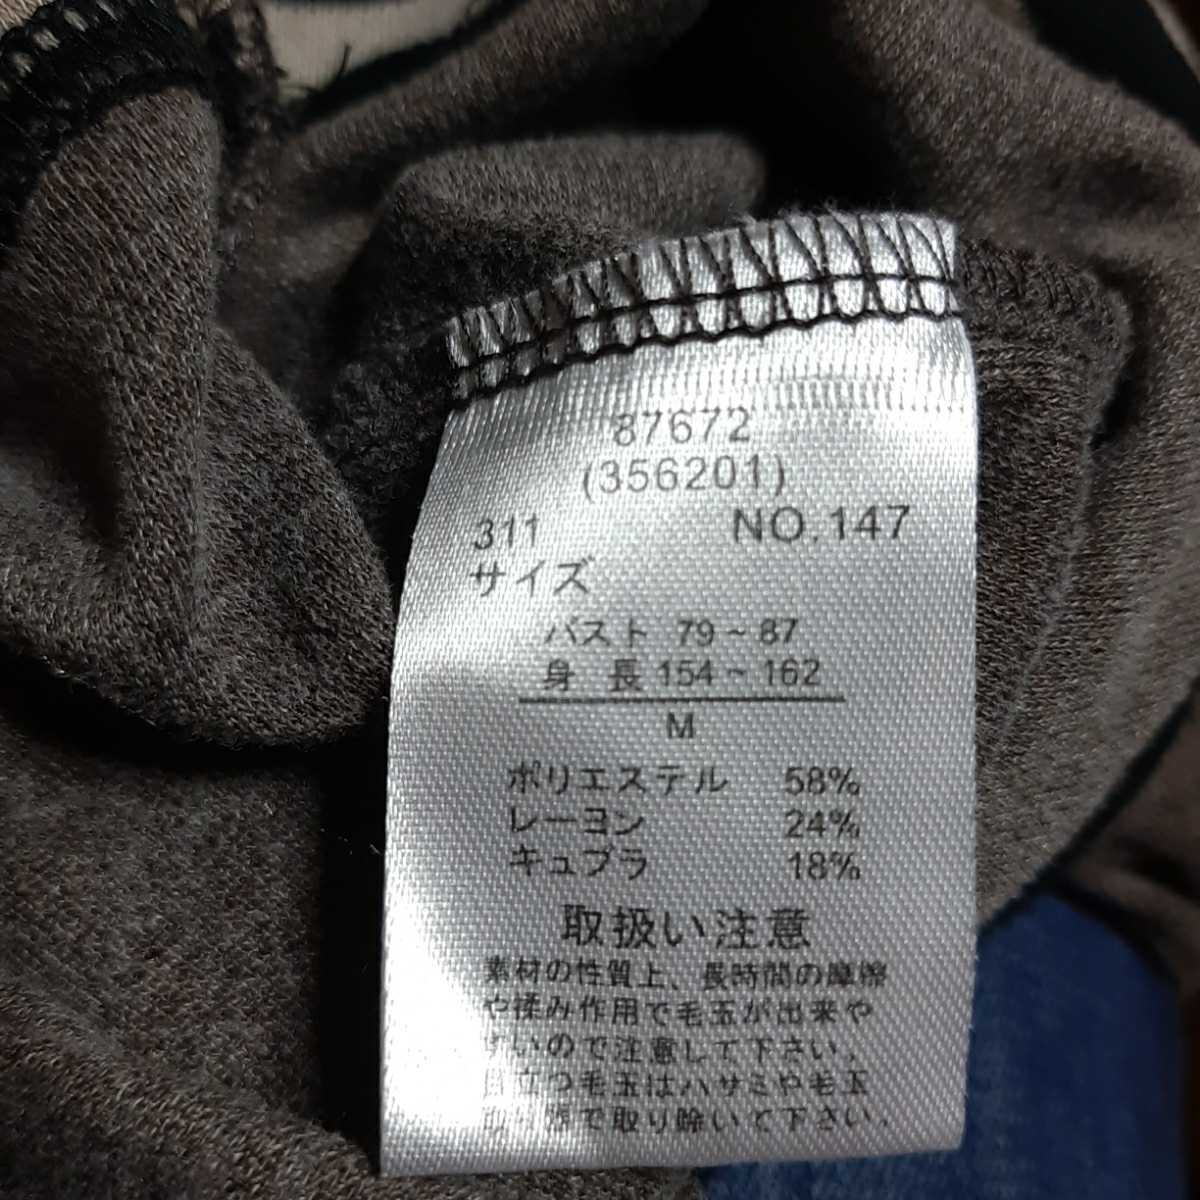 87672
(356201)
311 NO.147
サイズ
バスト 79~87
身 長 154~162
M
ポリエステル 58%
レーヨン 24%
キュプラ 18%
取扱い注意
素材の性質上、長時間の摩擦
や揉み作用で毛玉が出来や
すいので注意して下さい。
目立つ毛玉はハサミや毛玉
取り器で取り除いて下さい。